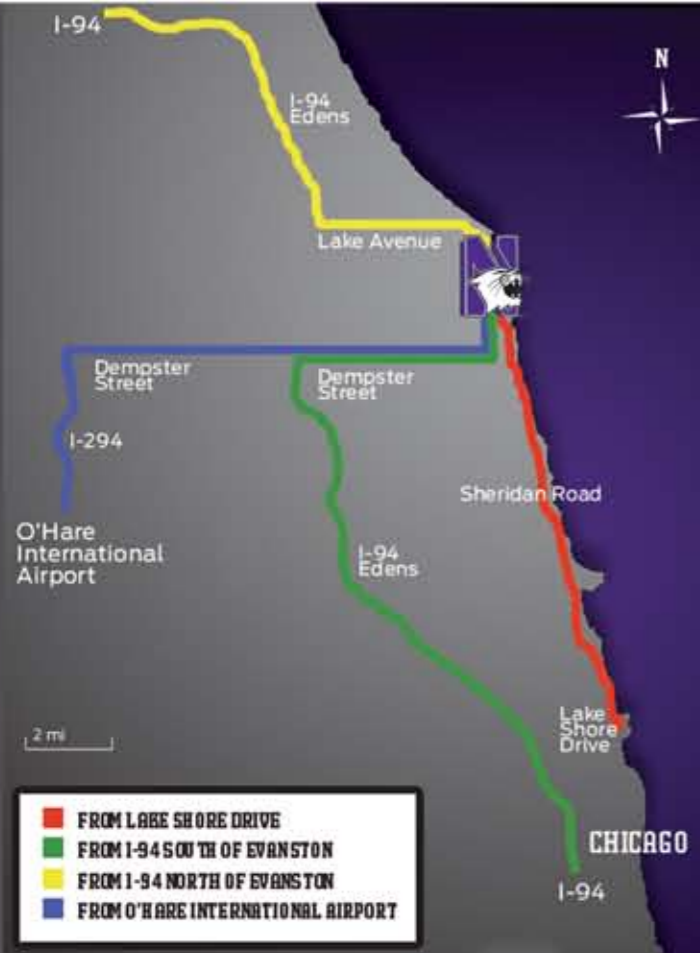 I-94
N
I-94
Edens
Lake Avenue
N
Dempster
Street
Dempster
Street
I-294
Sheridan Road
O'Hare
International
Airport
I-94
Edens
Lake
Shore
Drive
2 mi
CHICAGO
I-94
FROM LAKE SHORE DRIVE
FROM I-94 SOUTH OF EVANSTON
FROM I-94 NORTH OF EVANSTON
FROM O'HARE INTERNATIONAL AIRPORT